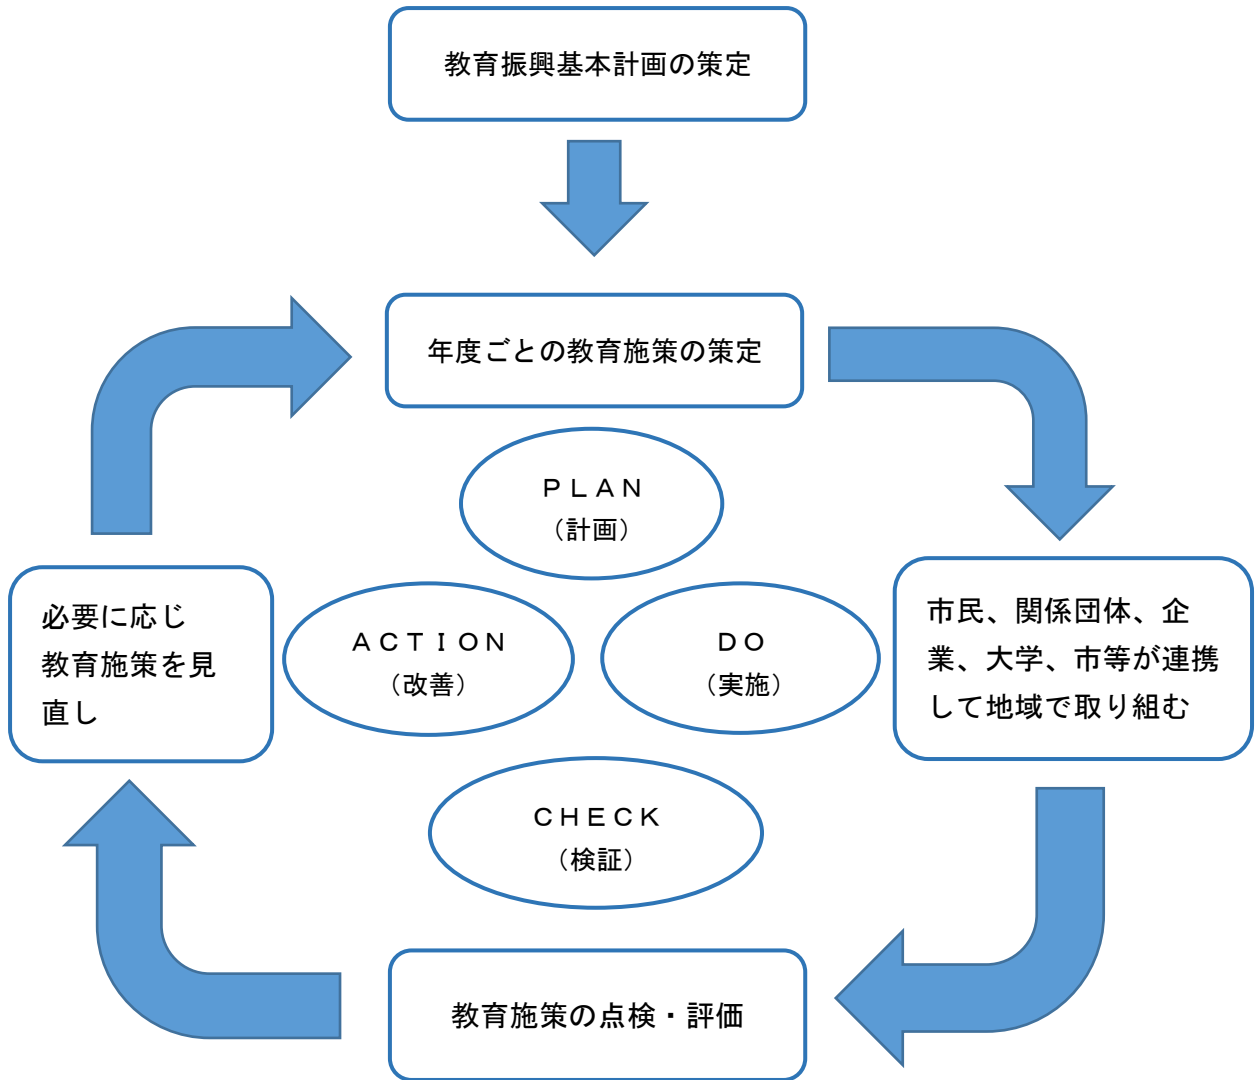 教育振興基本計画の策定
年度ごとの教育施策の策定
ＰＬＡＮ
（計画）
必要に応じ
教育施策を見
直し
ＡＣＴＩＯＮ
（改善）
ＤＯ
（実施）
市民、関係団体、企
業、大学、市等が連携
して地域で取り組む
ＣＨＥＣＫ
（検証）
教育施策の点検・評価